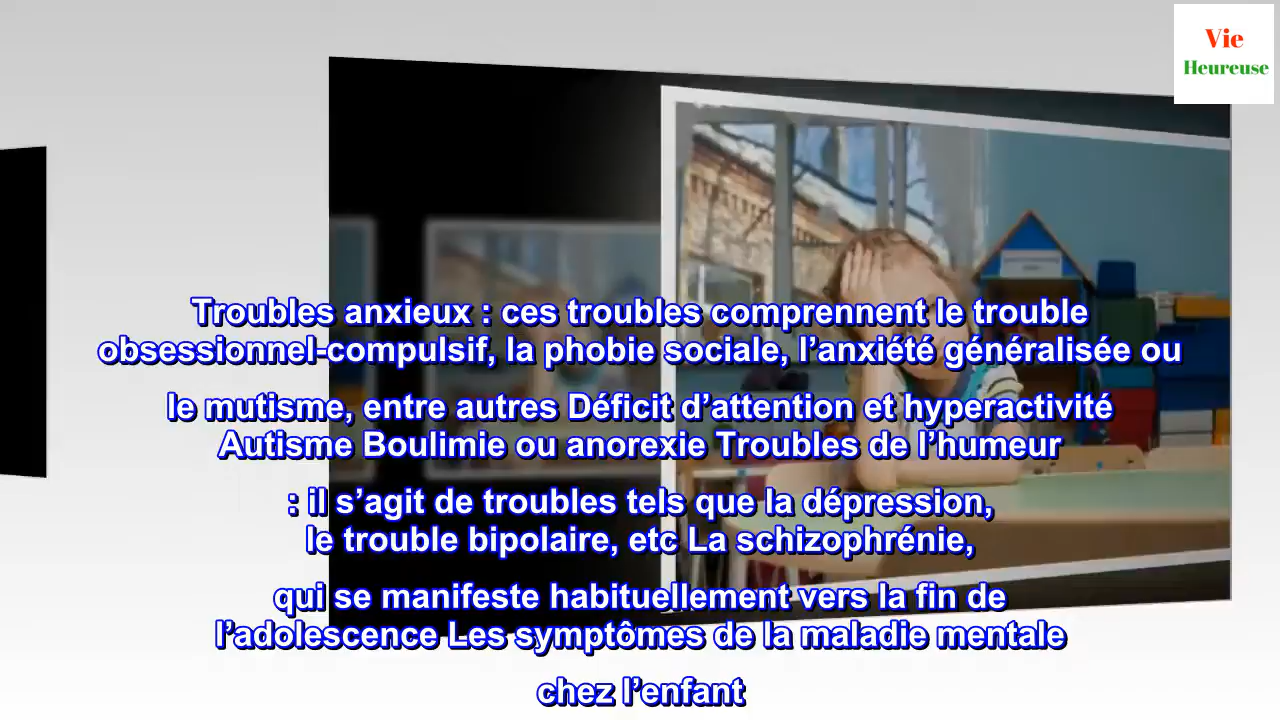 Vie
Heureuse
Troubles anxieux : ces troubles comprennent le trouble
obsessionnel-compulsif, la phobie sociale, l’anxiété généralisée ou
le mutisme, entre autres Déficit d’attention et hyperactivité
Autisme Boulimie ou anorexie Troubles de l’humeur
: il s’agit de troubles tels que la dépression,
le trouble bipolaire, etc La schizophrénie,
qui se manifeste habituellement vers la fin de
l’adolescence Les symptômes de la maladie mentale
chez l’enfant